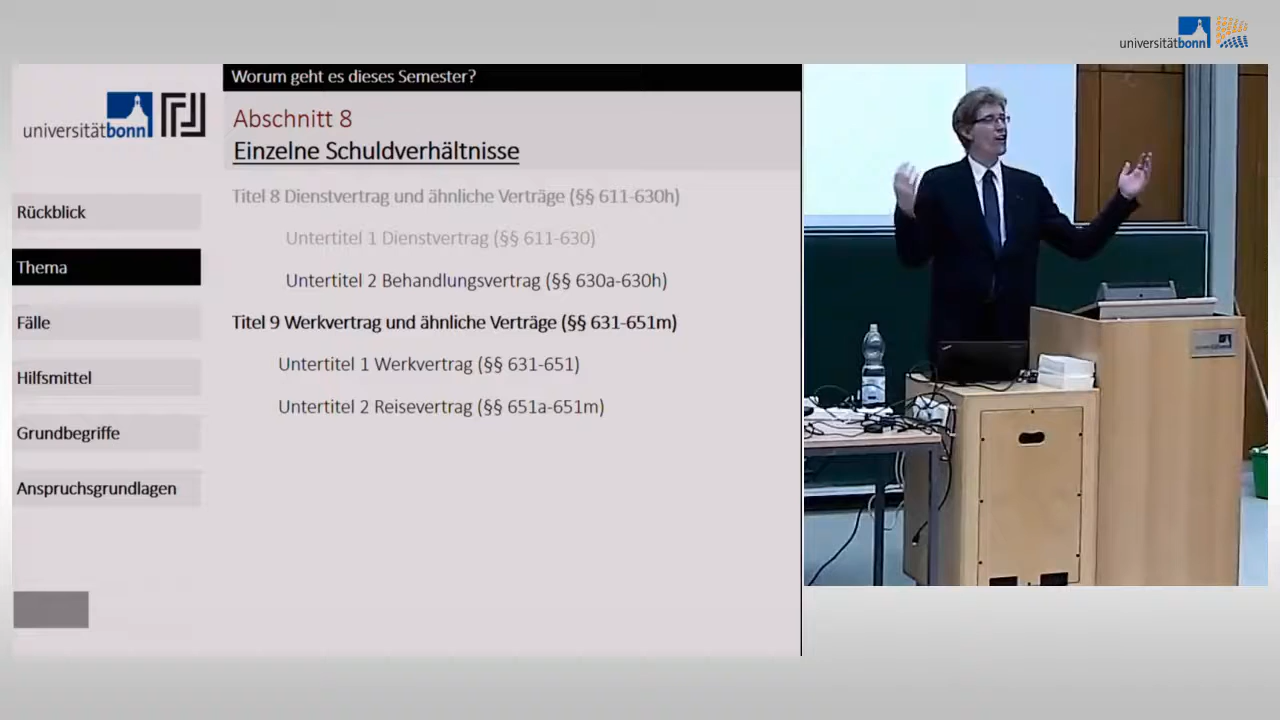 universitätbonn
Worum geht es dieses Semester?
universitätbonn
Abschnitt 8
Einzelne Schuldverhältnisse
Titel 8 Dienstvertrag und ähnliche Verträge (§§ 611-630h)
Untertitel 1 Dienstvertrag (§§ 611-630)
Untertitel 2 Behandlungsvertrag (§§ 630a-630h)
Titel 9 Werkvertrag und ähnliche Verträge (§§ 631-651m)
Untertitel 1 Werkvertrag (§§ 631-651)
Untertitel 2 Reisevertrag (§§ 651a-651m)
Rückblick
Thema
Fälle
Hilfsmittel
Grundbegriffe
Anspruchsgrundlagen